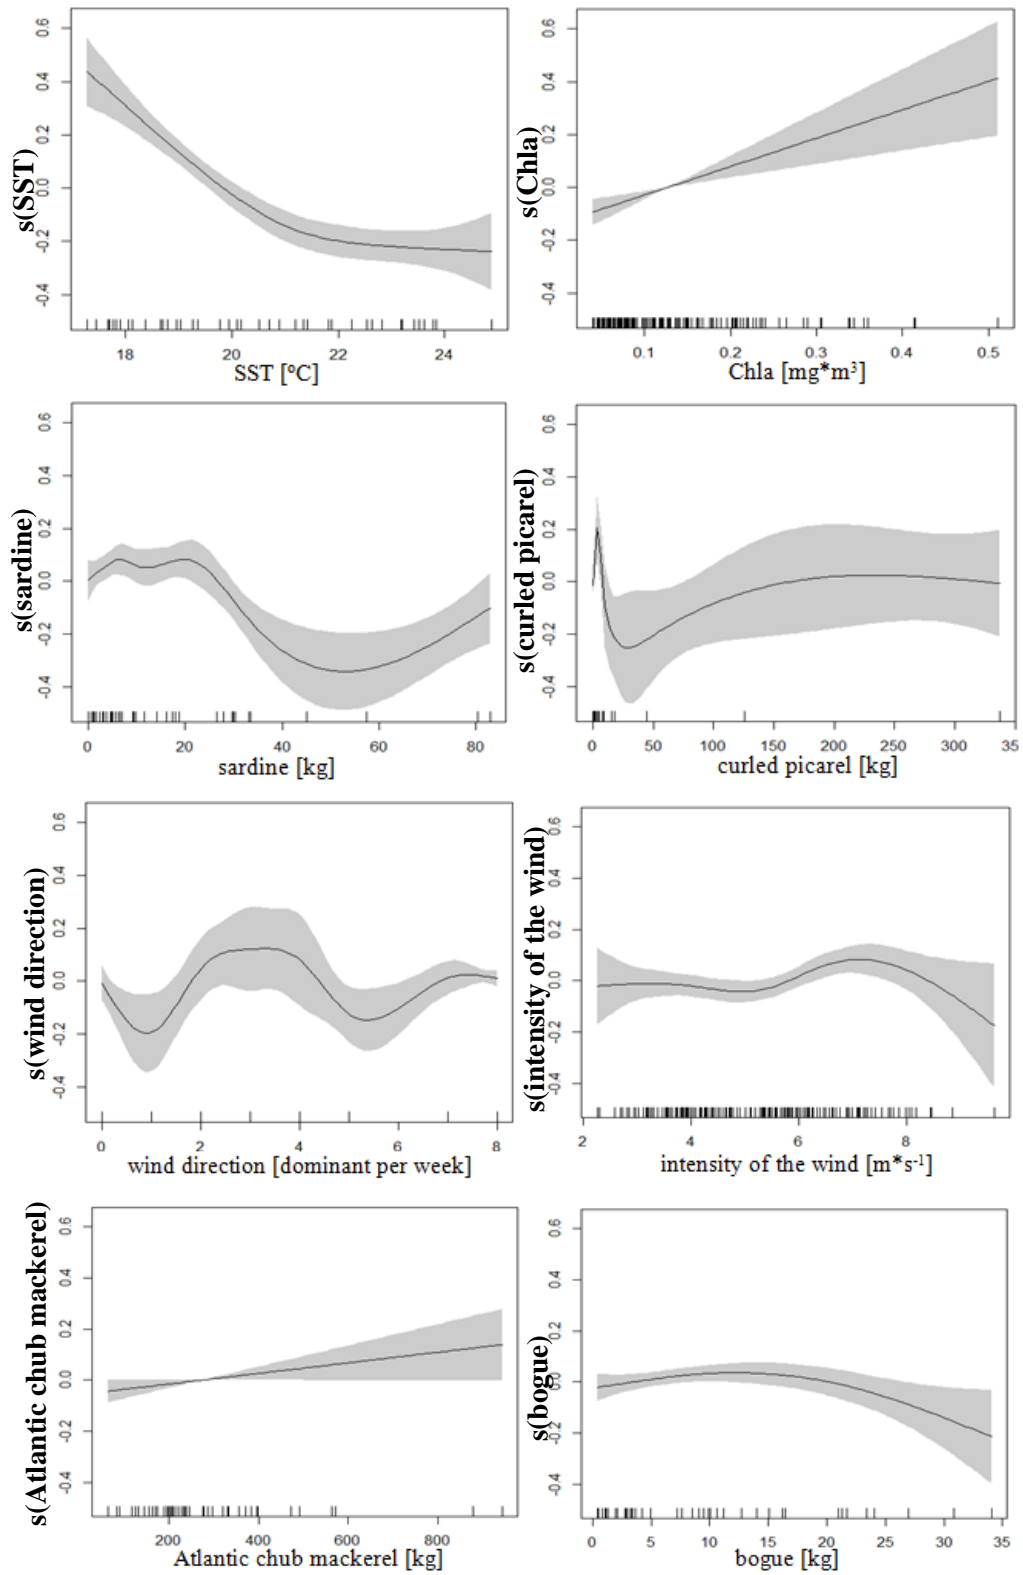 s(SST)
0.6
0.4
0.2
0.0
-0.2
-0.4
18 20 22 24
SST [ºC]
s(Chla)
0.6
0.4
0.2
0.0
-0.2
-0.4
0.1 0.2 0.3 0.4 0.5
Chla [mg*m³]
s(sardine)
0.6
0.4
0.2
0.0
-0.2
-0.4
0 20 40 60 80
sardine [kg]
s(curled picarel)
0.6
0.4
0.2
0.0
-0.2
-0.4
0 50 100 150 200 250 300 35
curled picarel [kg]
s(wind direction)
0.6
0.4
0.2
0.0
-0.2
-0.4
0 2 4 6 8
wind direction [dominant per week]
s(intensity of the wind)
0.6
0.4
0.2
0.0
-0.2
-0.4
2 4 6 8
intensity of the wind [m*s⁻¹]
s(Atlantic chub mackerel)
0.6
0.4
0.2
0.0
-0.2
-0.4
200 400 600 800
Atlantic chub mackerel [kg]
s(bogue)
0.6
0.4
0.2
0.0
-0.2
-0.4
0 5 10 15 20 25 30 35
bogue [kg]